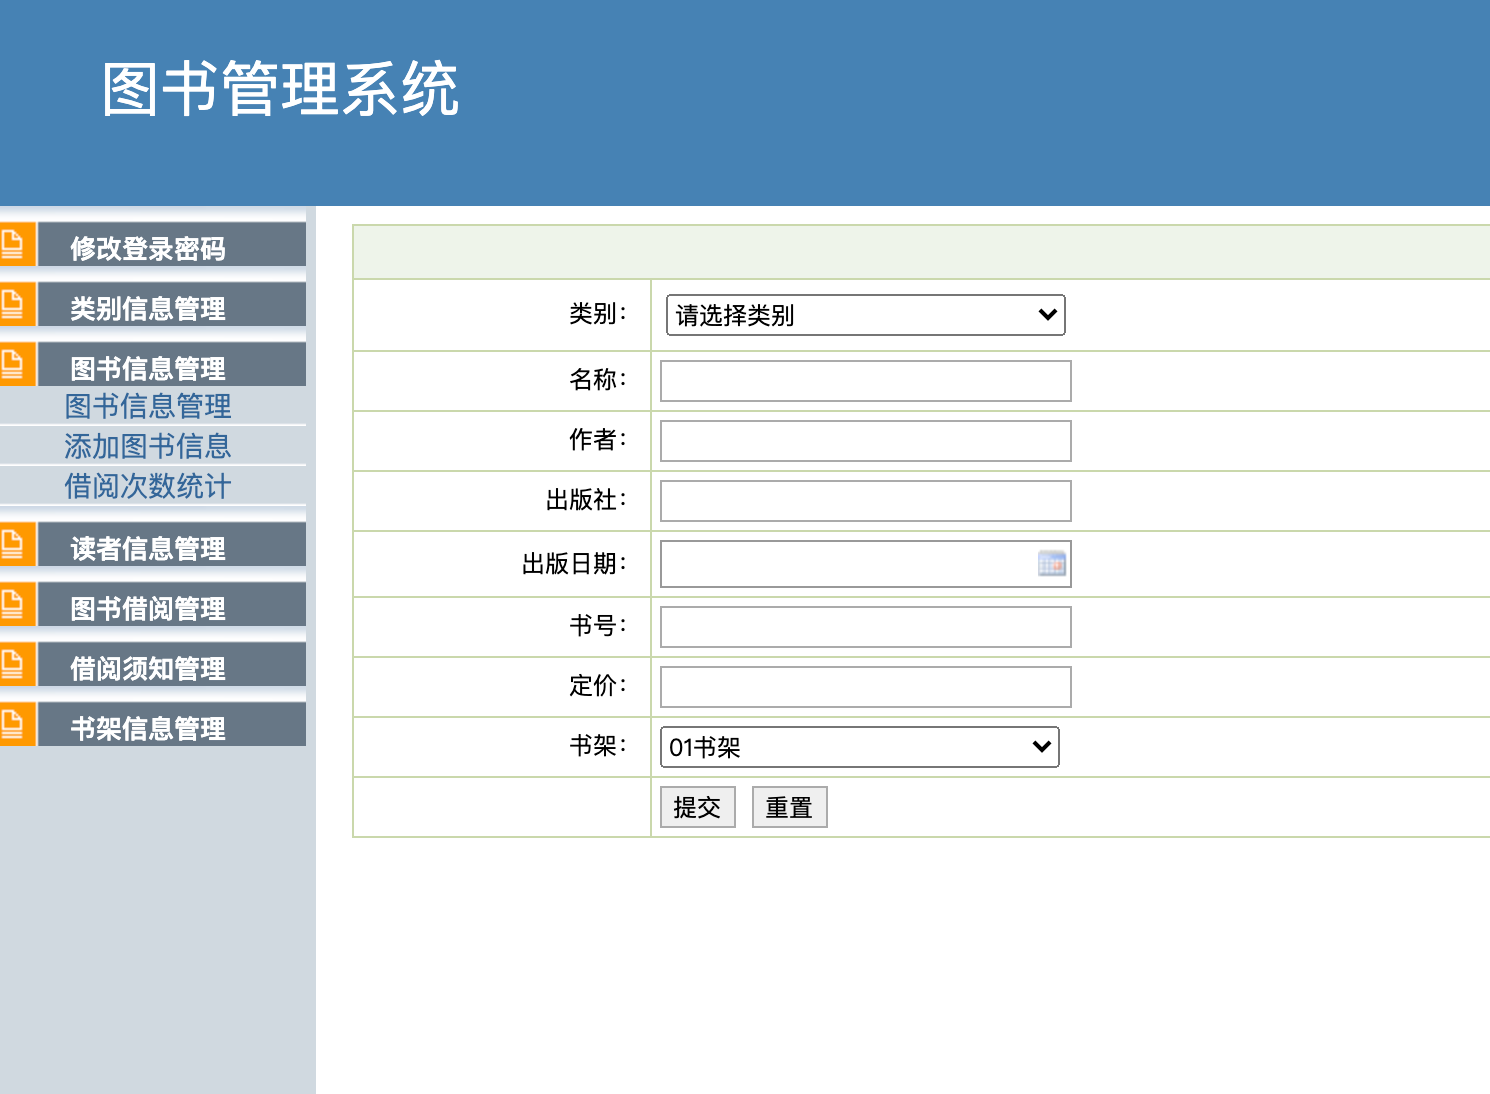 图书管理系统
修改登录密码
类别信息管理
图书信息管理
图书信息管理
添加图书信息
借阅次数统计
读者信息管理
图书借阅管理
借阅须知管理
书架信息管理
类别： 请选择类别
名称：
作者：
出版社：
出版日期：
书号：
定价：
书架： 01书架
提交 重置